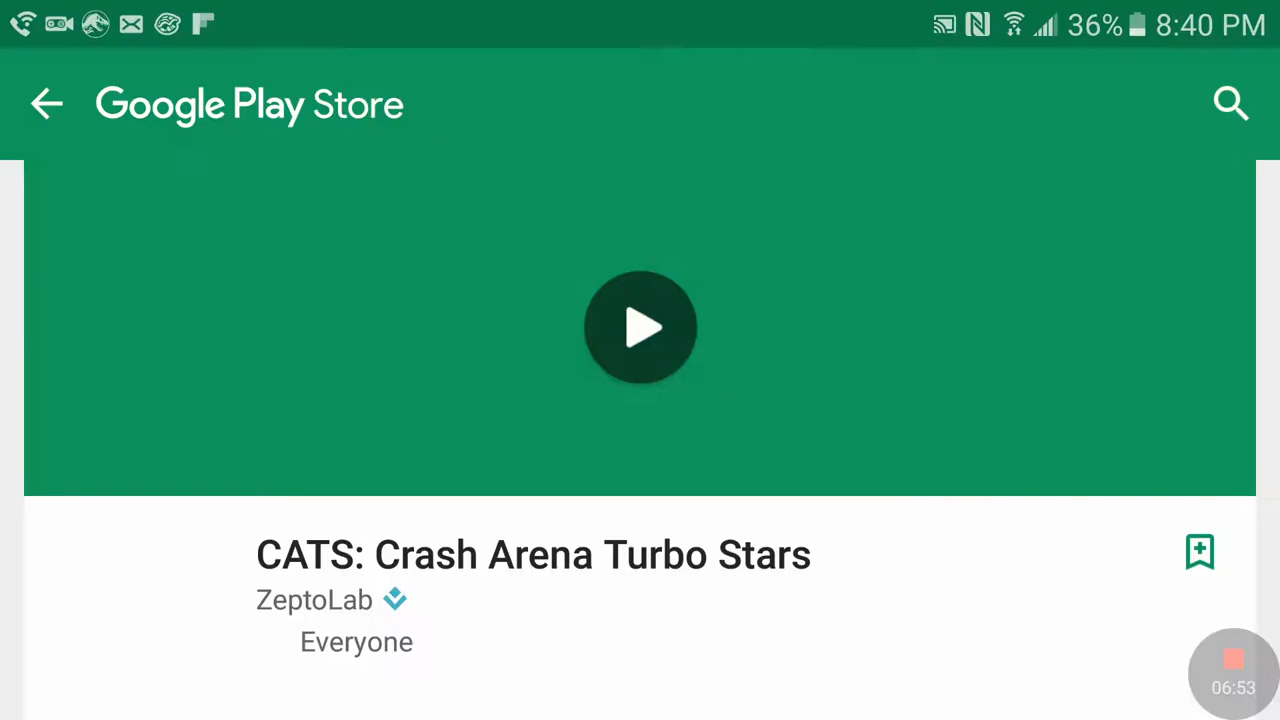 36% 8:40 PM
Google Play Store
CATS: Crash Arena Turbo Stars
ZeptoLab
Everyone
06:53